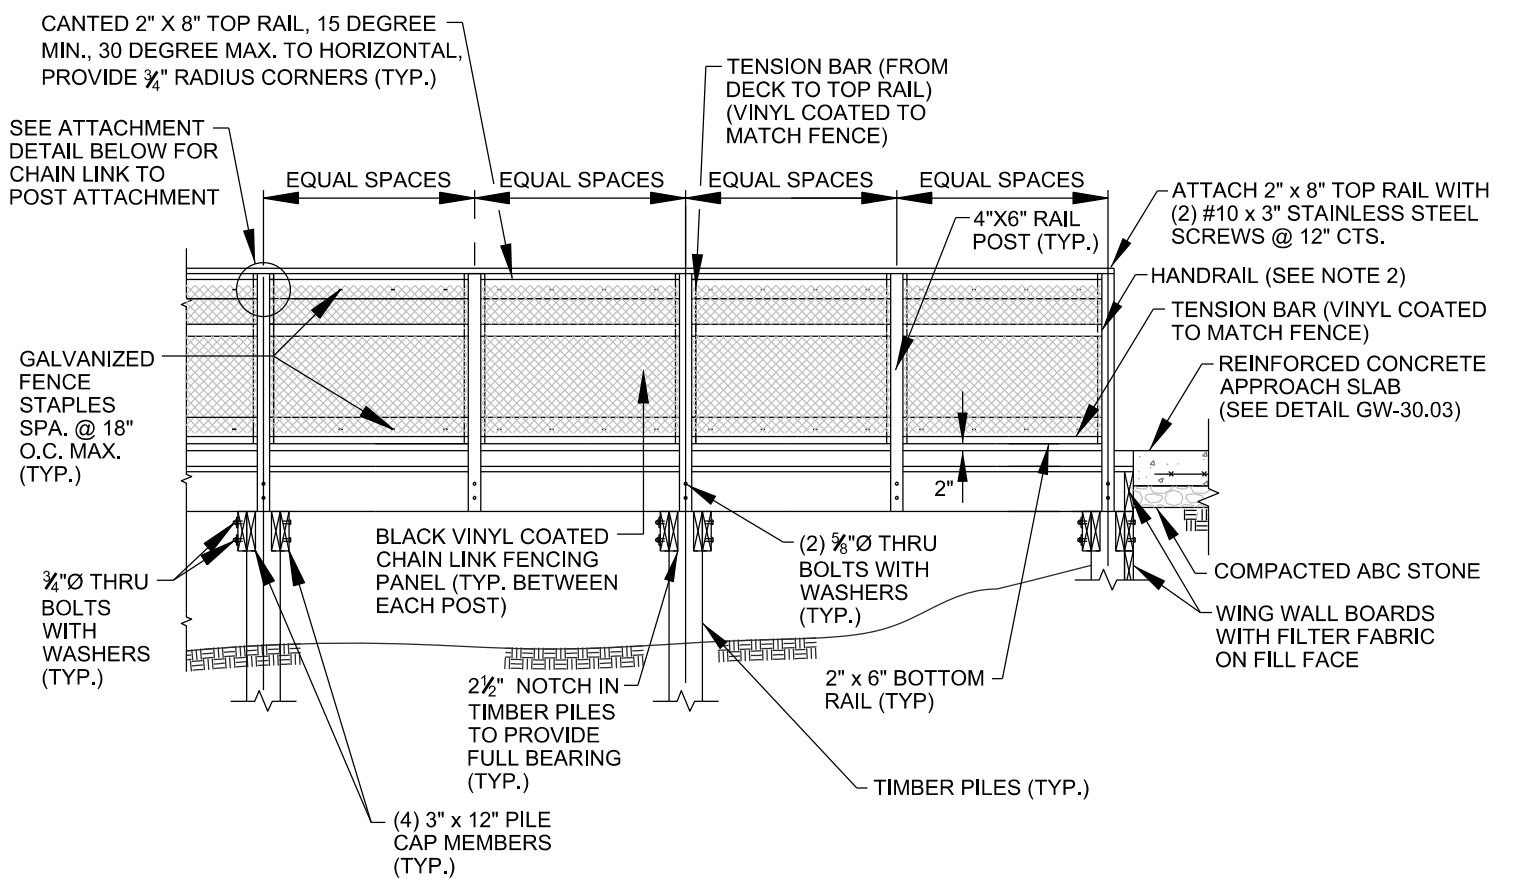 CANTED 2" X 8" TOP RAIL, 15 DEGREE
MIN., 30 DEGREE MAX. TO HORIZONTAL,
PROVIDE ¾" RADIUS CORNERS (TYP.)
TENSION BAR (FROM
DECK TO TOP RAIL)
(VINYL COATED TO
MATCH FENCE)
SEE ATTACHMENT
DETAIL BELOW FOR
CHAIN LINK TO
POST ATTACHMENT
EQUAL SPACES
EQUAL SPACES
EQUAL SPACES
EQUAL SPACES
ATTACH 2" x 8" TOP RAIL WITH
(2) #10 x 3" STAINLESS STEEL
SCREWS @ 12" CTS.
4"X6" RAIL
POST (TYP.)
HANDRAIL (SEE NOTE 2)
TENSION BAR (VINYL COATED
TO MATCH FENCE)
GALVANIZED
FENCE
STAPLES
SPA. @ 18"
O.C. MAX.
(TYP.)
REINFORCED CONCRETE
APPROACH SLAB
(SEE DETAIL GW-30.03)
2"
BLACK VINYL COATED
CHAIN LINK FENCING
PANEL (TYP. BETWEEN
EACH POST)
(2) ⅝"Ø THRU
BOLTS WITH
WASHERS
(TYP.)
¾"Ø THRU
BOLTS
WITH
WASHERS
(TYP.)
COMPACTED ABC STONE
WING WALL BOARDS
WITH FILTER FABRIC
ON FILL FACE
2½" NOTCH IN
TIMBER PILES
TO PROVIDE
FULL BEARING
(TYP.)
2" x 6" BOTTOM
RAIL (TYP)
TIMBER PILES (TYP.)
(4) 3" x 12" PILE
CAP MEMBERS
(TYP.)